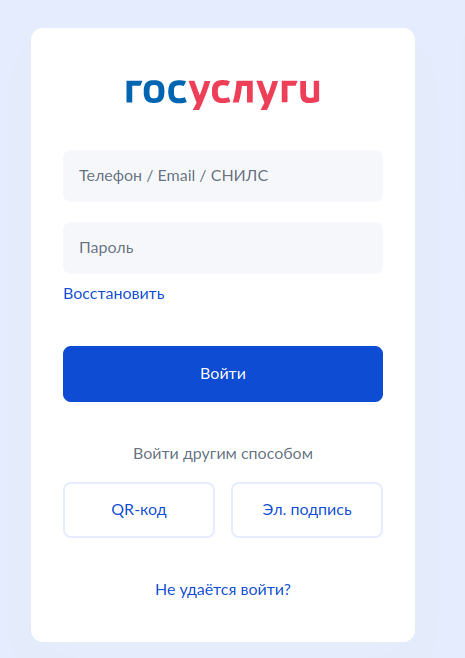 госуслуги
Телефон / Email / СНИЛС
Пароль
Восстановить
Войти
Войти другим способом
QR-код
Эл. подпись
Не удаётся войти?